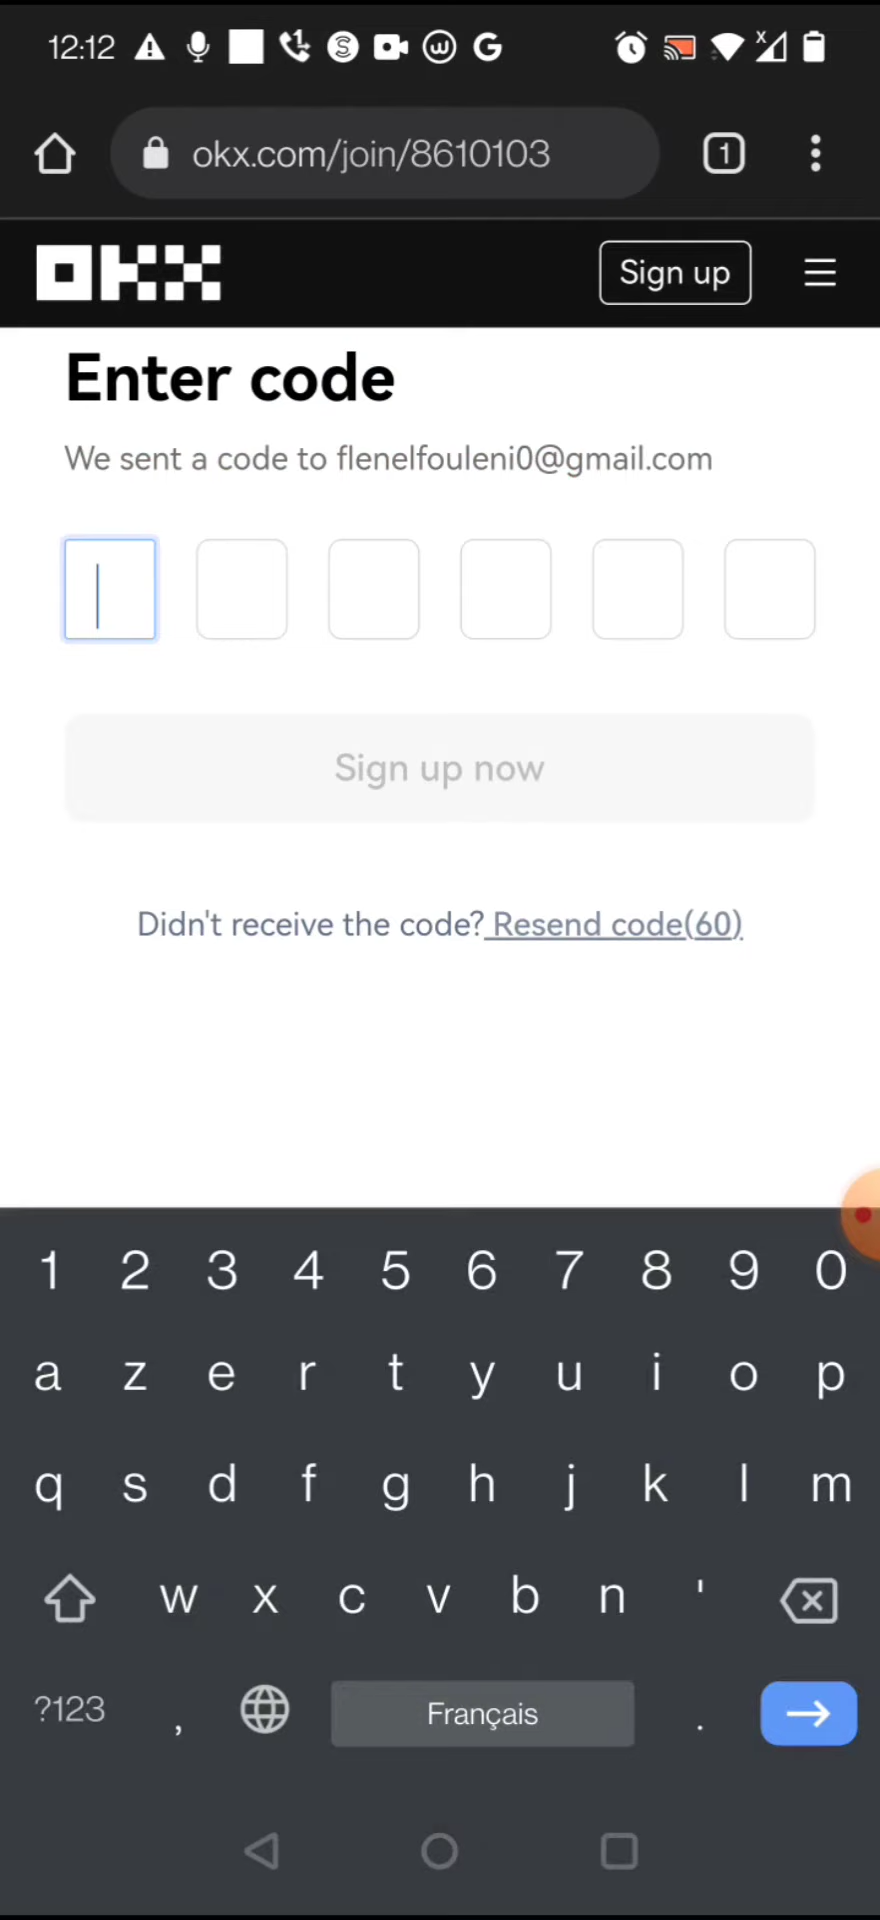 12:12
okx.com/join/8610103
1
OKX
Sign up
Enter code
We sent a code to flenelfouleni0@gmail.com
Sign up now
Didn't receive the code? Resend code(60)
1 2 3 4 5 6 7 8 9 0
a z e r t y u i o p
q s d f g h j k l m
w x c v b n '
?123 , Français .